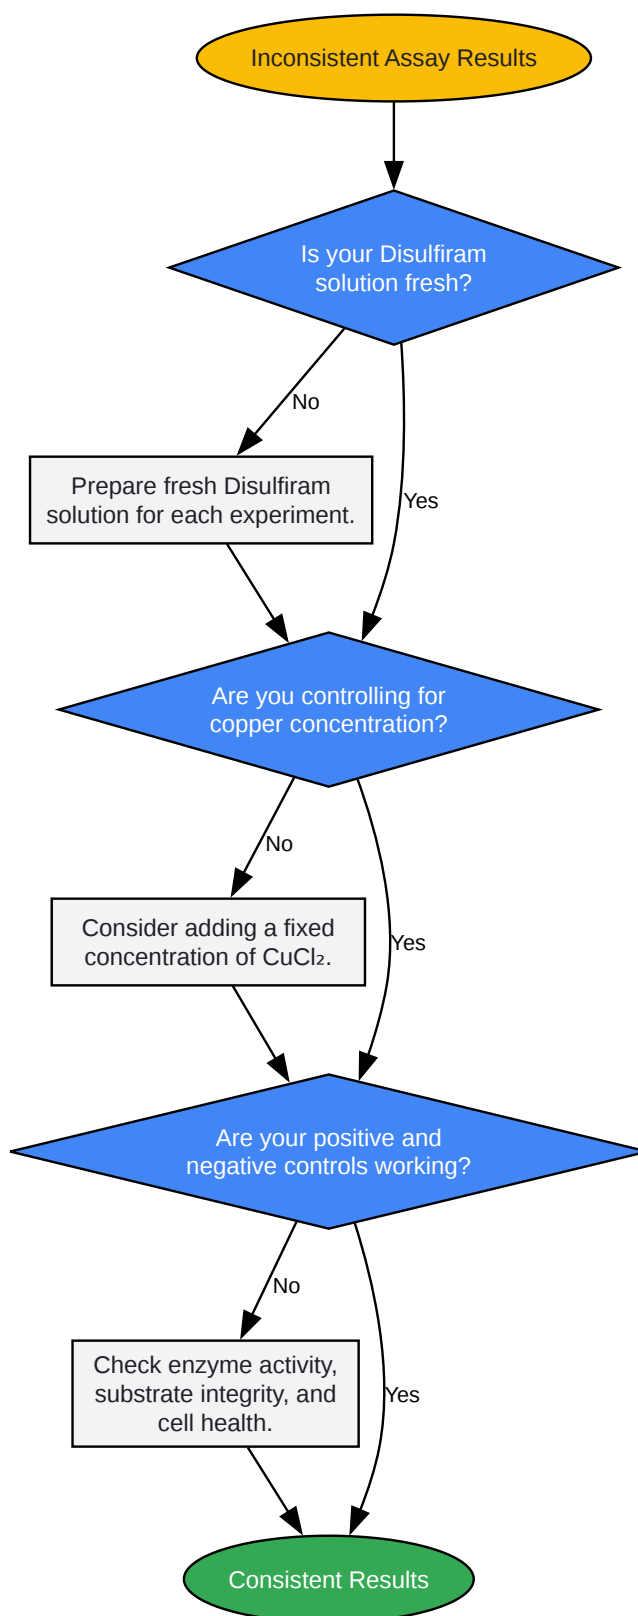 Inconsistent Assay Results
Is your Disulfiram
solution fresh?
No
Yes
Prepare fresh Disulfiram
solution for each experiment.
Are you controlling for
copper concentration?
No
Yes
Consider adding a fixed
concentration of CuCl₂.
Are your positive and
negative controls working?
No
Yes
Check enzyme activity,
substrate integrity, and
cell health.
Consistent Results